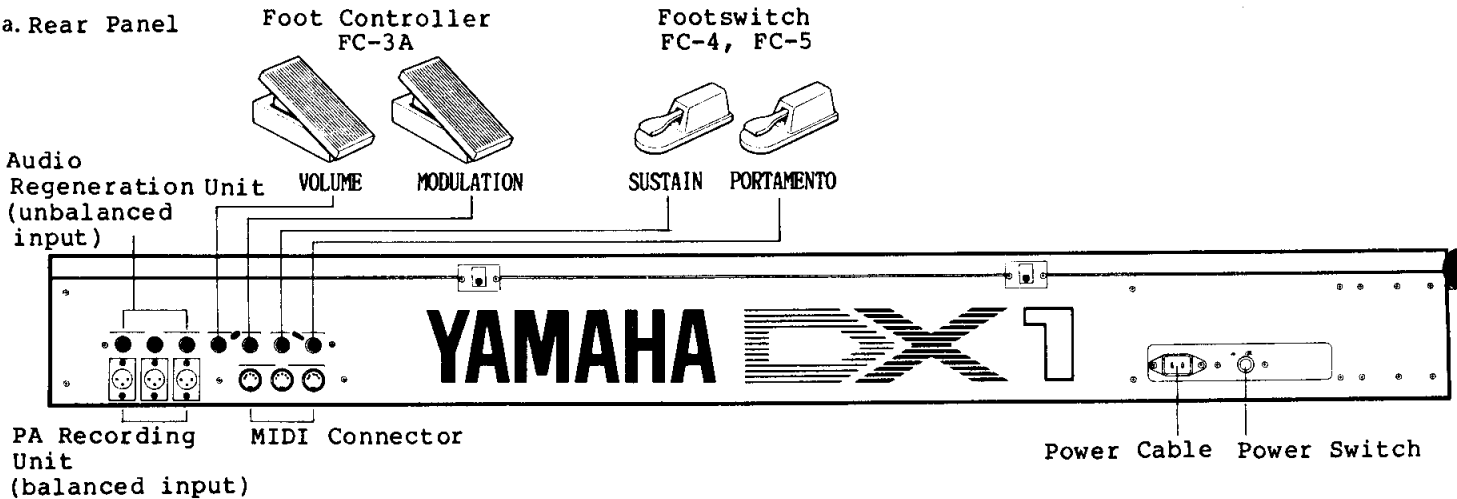 a. Rear Panel
Foot Controller
FC-3A
Footswitch
FC-4, FC-5
Audio
Regeneration Unit
(unbalanced
input)
VOLUME
MODULATION
SUSTAIN
PORTAMENTO
YAMAHA DX1
PA Recording
Unit
(balanced input)
MIDI Connector
Power Cable
Power Switch